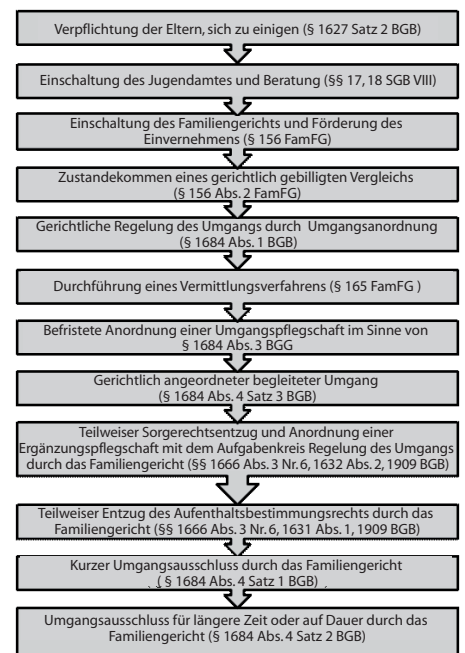 Verpflichtung der Eltern, sich zu einigen (§ 1627 Satz 2 BGB)
Einschaltung des Jugendamtes und Beratung (§§ 17, 18 SGB VIII)
Einschaltung des Familiengerichts und Förderung des
Einvernehmens (§ 156 FamFG)
Zustandekommen eines gerichtlich gebilligten Vergleichs
(§ 156 Abs. 2 FamFG)
Gerichtliche Regelung des Umgangs durch Umgangsanordnung
(§ 1684 Abs. 1 BGB)
Durchführung eines Vermittlungsverfahrens (§ 165 FamFG )
Befristete Anordnung einer Umgangspflegschaft im Sinne von
§ 1684 Abs. 3 BGG
Gerichtlich angeordneter begleiteter Umgang
(§ 1684 Abs. 4 Satz 3 BGB)
Teilweiser Sorgerechtsentzug und Anordnung einer
Ergänzungspflegschaft mit dem Aufgabenkreis Regelung des Umgangs
durch das Familiengericht (§§ 1666 Abs. 3 Nr. 6, 1632 Abs. 2, 1909 BGB)
Teilweiser Entzug des Aufenthaltsbestimmungsrechts durch das
Familiengericht (§§ 1666 Abs. 3 Nr. 6, 1631 Abs. 1, 1909 BGB)
Kurzer Umgangsausschluss durch das Familiengericht
( § 1684 Abs. 4 Satz 1 BGB)
Umgangsausschluss für längere Zeit oder auf Dauer durch das
Familiengericht (§ 1684 Abs. 4 Satz 2 BGB)